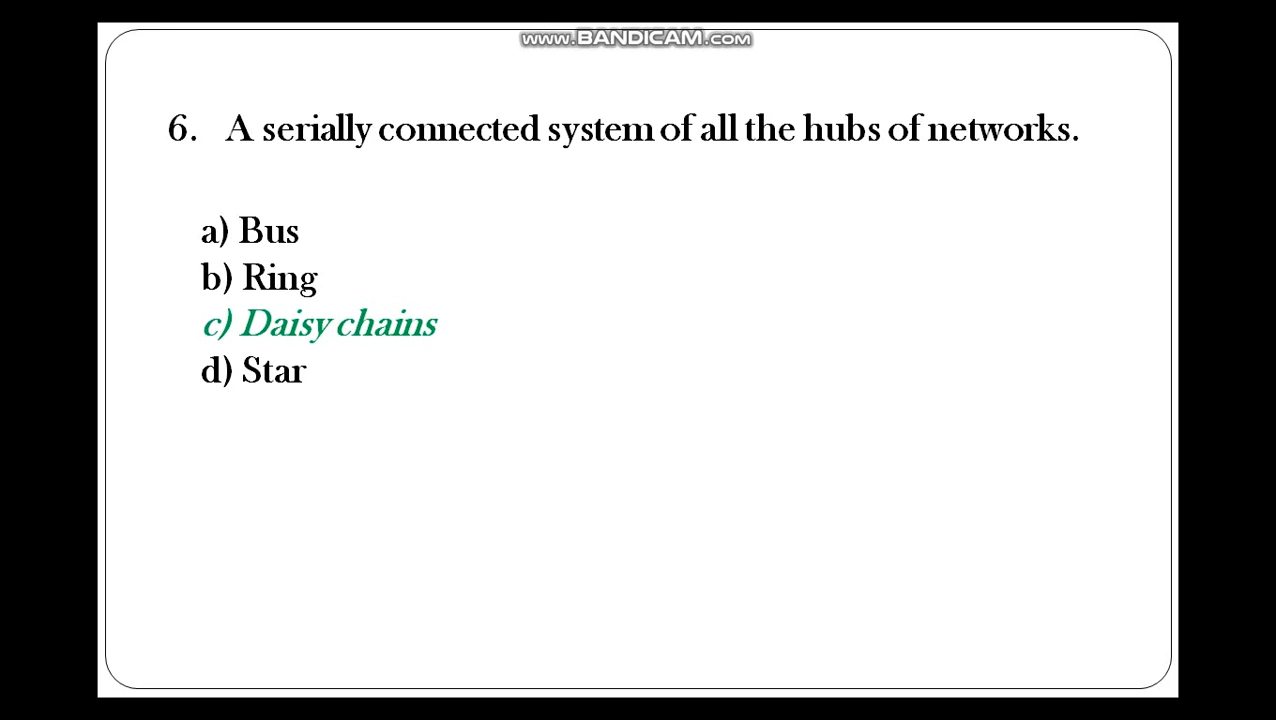 www.BANDICAM.com
6. A serially connected system of all the hubs of networks.
a) Bus
b) Ring
c) Daisy chains
d) Star